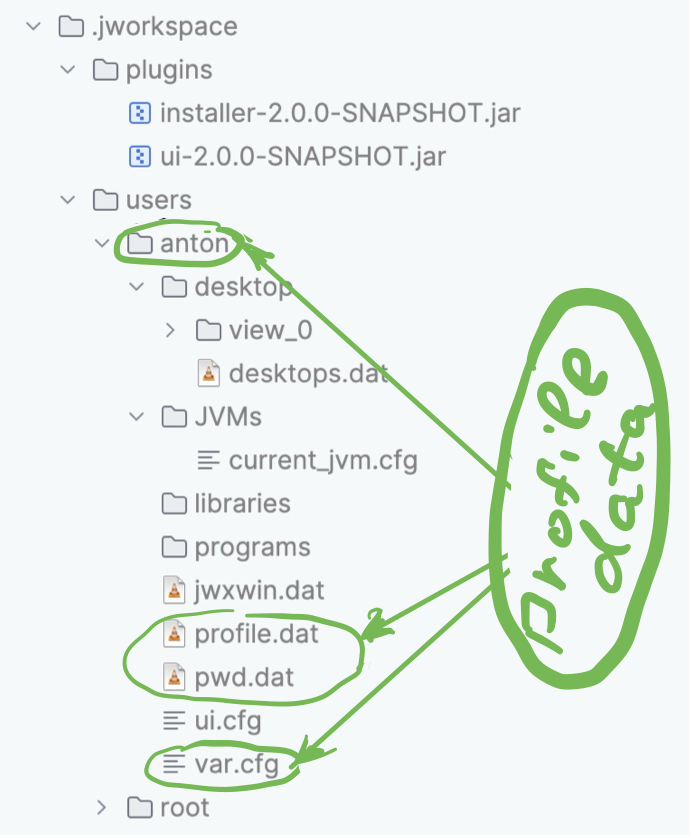 .jworkspace
plugins
installer-2.0.0-SNAPSHOT.jar
ui-2.0.0-SNAPSHOT.jar
users
anton
desktop
view_0
desktops.dat
JVMs
current_jvm.cfg
libraries
programs
jwxwin.dat
profile.dat
pwd.dat
ui.cfg
var.cfg
root
profile
data